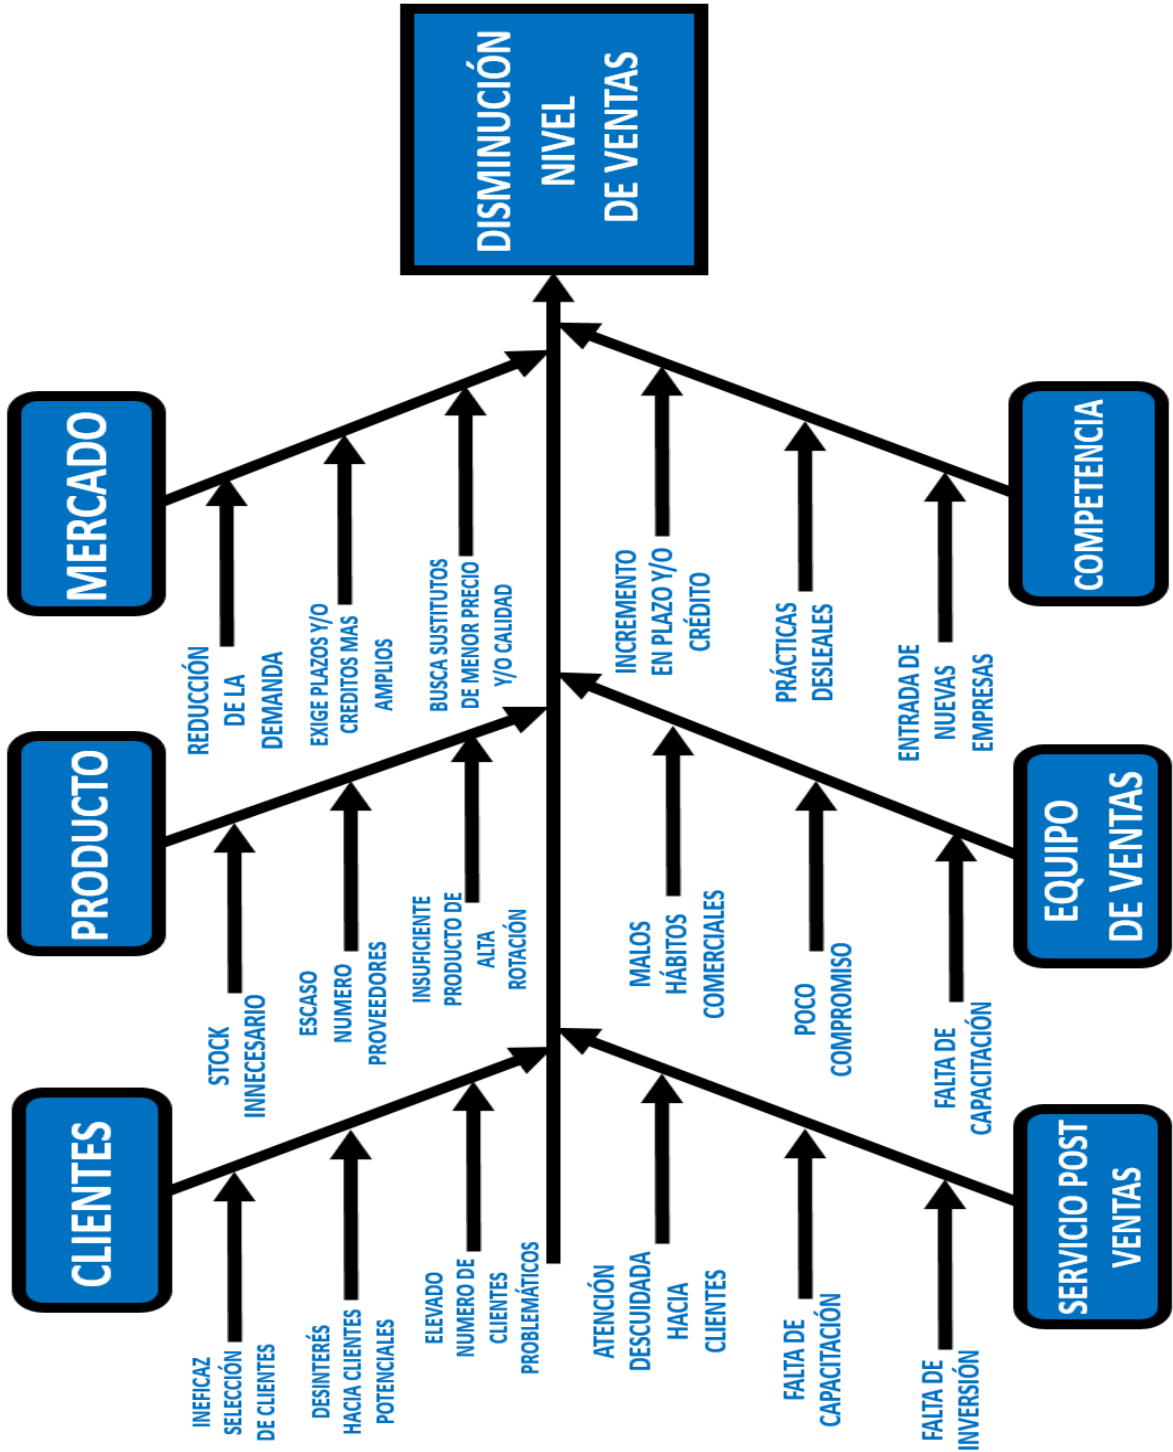 CLIENTES
PRODUCTO
MERCADO
INEFICAZ
SELECCIÓN
DE CLIENTES
DESINTERÉS
HACIA CLIENTES
POTENCIALES
ELEVADO
NUMERO DE
CLIENTES
PROBLEMÁTICOS
STOCK
INNECESARIO
ESCASO
NUMERO
PROVEEDORES
INSUFICIENTE
PRODUCTO DE
ALTA
ROTACIÓN
REDUCCIÓN
DE LA
DEMANDA
EXIGE PLAZOS Y/O
CREDITOS MAS
AMPLIOS
BUSCA SUSTITUTOS
DE MENOR PRECIO
Y/O CALIDAD
DISMINUCIÓN
NIVEL
DE VENTAS
ATENCIÓN
DESCUIDADA
HACIA
CLIENTES
FALTA DE
CAPACITACIÓN
FALTA DE
INVERSIÓN
MALOS
HÁBITOS
COMERCIALES
POCO
COMPROMISO
FALTA DE
CAPACITACIÓN
INCREMENTO
EN PLAZO Y/O
CRÉDITO
PRÁCTICAS
DESLEALES
ENTRADA DE
NUEVAS
EMPRESAS
SERVICIO POST
VENTAS
EQUIPO
DE VENTAS
COMPETENCIA